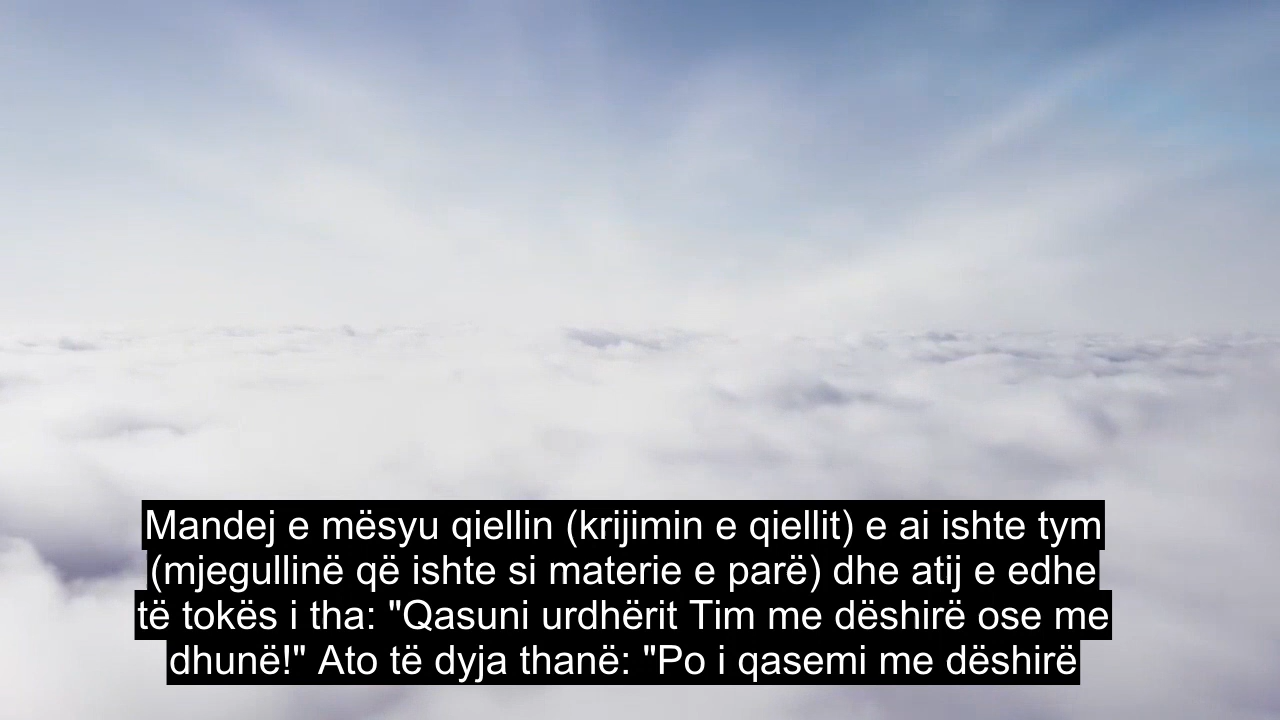 Mandej e mësyu qiellin (krijimin e qiellit) e ai ishte tym
(mjegullinë që ishte si materie e parë) dhe atij e edhe
të tokës i tha: "Qasuni urdhërit Tim me dëshirë ose me
dhunë!" Ato të dyja thanë: "Po i qasemi me dëshirë